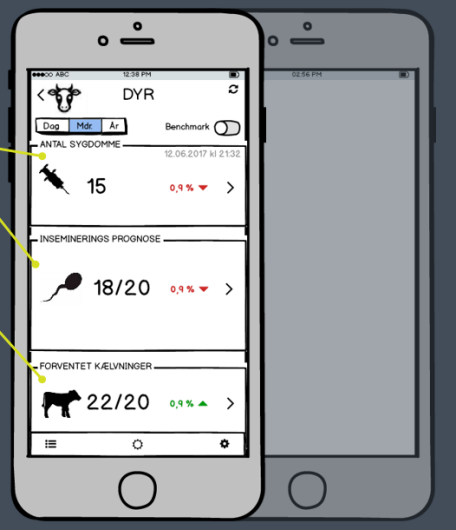 ABC 12:38 PM
02:56 PM
DYR
Dag Mdr. År
Benchmark
ANTAL SYGDOMME
12.06.2017 kl 21:32
15
0,9 %
INSEMINERINGS PROGNOSE
18/20
0,9 %
FORVENTET KÆLVNINGER
22/20
0,9 %